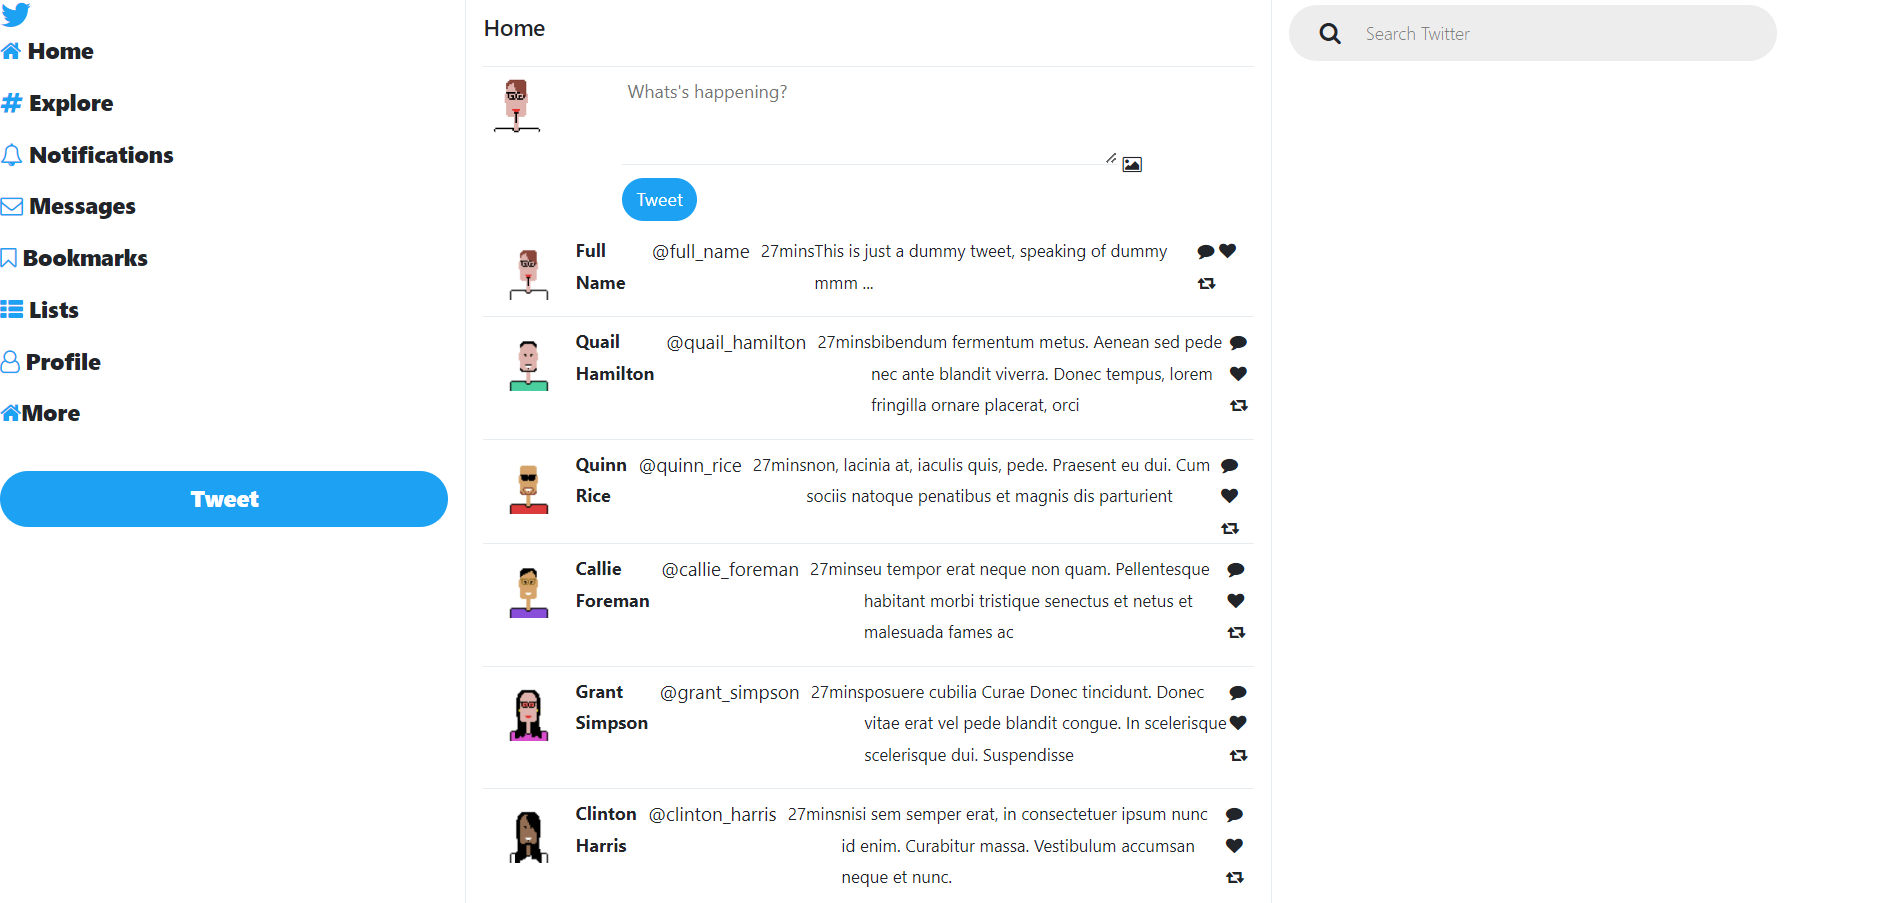 Home
Explore
Notifications
Messages
Bookmarks
Lists
Profile
More
Tweet
Home
Whats's happening?
Tweet
Full @full_name 27minsThis is just a dummy tweet, speaking of dummy
Name mmm ...
Quail @quail_hamilton 27minsbibendum fermentum metus. Aenean sed pede
Hamilton nec ante blandit viverra. Donec tempus, lorem
fringilla ornare placerat, orci
Quinn @quinn_rice 27minsnon, lacinia at, iaculis quis, pede. Praesent eu dui. Cum
Rice sociis natoque penatibus et magnis dis parturient
Callie @callie_foreman 27minseu tempor erat neque non quam. Pellentesque
Foreman habitant morbi tristique senectus et netus et
malesuada fames ac
Grant @grant_simpson 27minsposuere cubilia Curae Donec tincidunt. Donec
Simpson vitae erat vel pede blandit congue. In scelerisque
scelerisque dui. Suspendisse
Clinton @clinton_harris 27minsnisi sem semper erat, in consectetuer ipsum nunc
Harris id enim. Curabitur massa. Vestibulum accumsan
neque et nunc.
Search Twitter